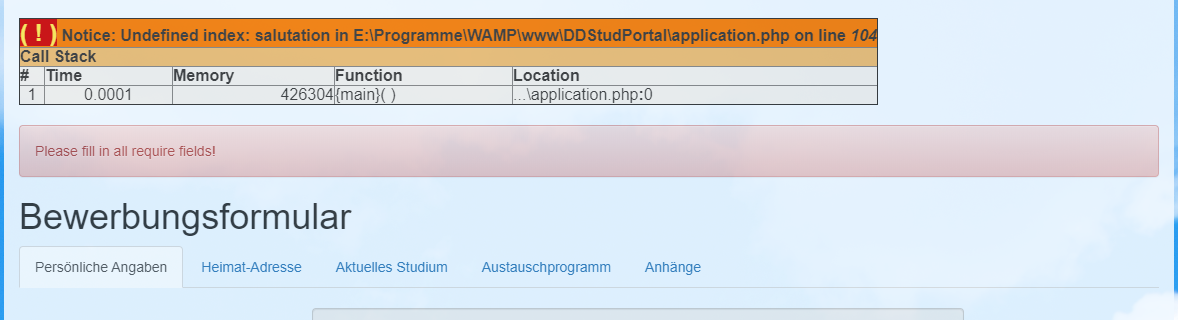 ( ! ) Notice: Undefined index: salutation in E:\Programme\WAMP\www\DDStudPortal\application.php on line 104
Call Stack
# Time Memory Function Location
1 0.0001 426304 {main}( ) ...\application.php:0
Please fill in all require fields!
Bewerbungsformular
Persönliche Angaben Heimat-Adresse Aktuelles Studium Austauschprogramm Anhänge